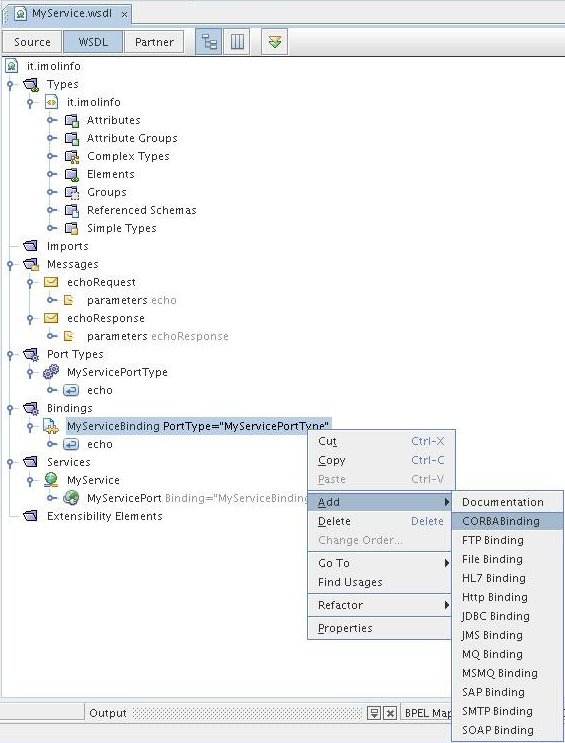 MyService.wsdl x
Source WSDL Partner
it.imolinfo
Types
it.imolinfo
Attributes
Attribute Groups
Complex Types
Elements
Groups
Referenced Schemas
Simple Types
Imports
Messages
echoRequest
parameters echo
echoResponse
parameters echoResponse
Port Types
MyServicePortType
echo
Bindings
MyServiceBinding PortType="MyServicePortType"
echo
Services
MyService
MyServicePort Binding="MyServiceBinding
Extensibility Elements
Cut Ctrl-X
Copy Ctrl-C
Paste Ctrl-V
Add
Delete Delete
Change Order...
Go To
Find Usages
Refactor
Properties
Documentation
CORBABinding
FTP Binding
File Binding
HL7 Binding
Http Binding
JDBC Binding
JMS Binding
MQ Binding
MSMQ Binding
SAP Binding
SMTP Binding
SOAP Binding
Output
BPEL Map